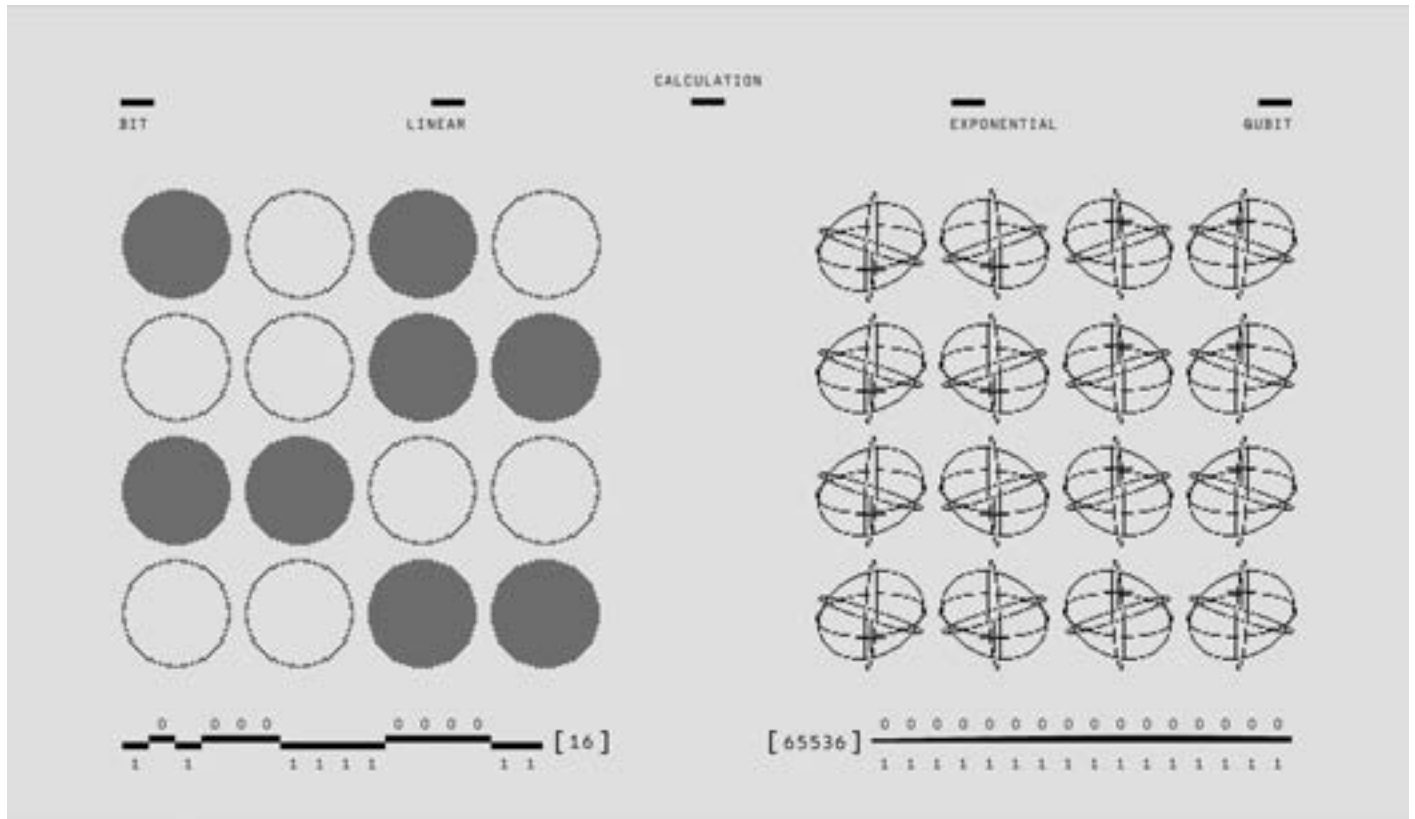 CALCULATION
BIT LINEAR EXPONENTIAL QUBIT
0 0 0 0 0 0 0 0
[16]
1 1 1 1 1 1 1 1
0 0 0 0 0 0 0 0 0 0 0 0 0 0 0 0
[65536]
1 1 1 1 1 1 1 1 1 1 1 1 1 1 1 1